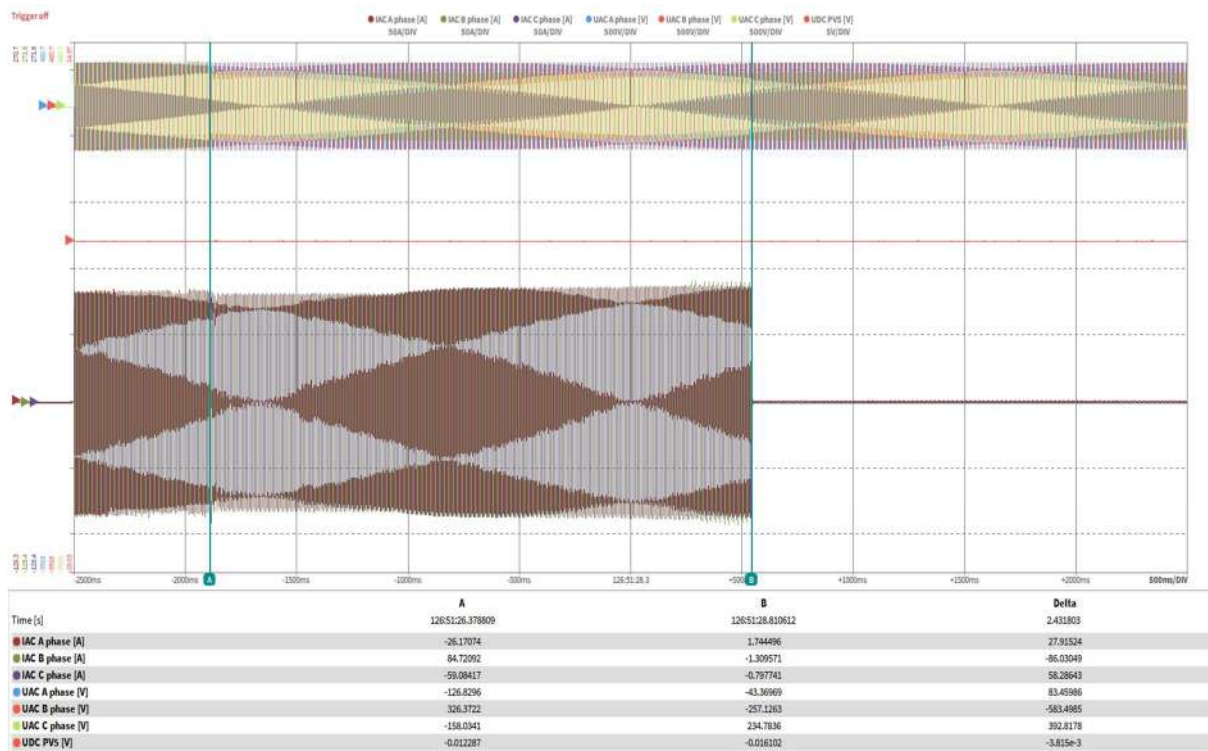 Trigger off
IAC A phase [A] IAC B phase [A] IAC C phase [A] UAC A phase [V] UAC B phase [V] UAC C phase [V] UDC PV5 [V]
50A/DIV 50A/DIV 50A/DIV 500V/DIV 500V/DIV 500V/DIV 5V/DIV
-2500ms -2000ms A -1500ms -1000ms -500ms 126:51:28.3 B +1000ms +1500ms +2000ms 500ms/DIV
A B Delta
Time [s] 126:51:26.378809 126:51:28.810612 2.431803
IAC A phase [A] -26.17074 1.744496 27.91524
IAC B phase [A] 84.72092 -1.309571 -86.03049
IAC C phase [A] -59.08417 -0.797741 58.28643
UAC A phase [V] -126.8296 -43.36969 83.45986
UAC B phase [V] 326.3722 -257.1263 -583.4985
UAC C phase [V] -158.0341 234.7836 392.8178
UDC PV5 [V] -0.012287 -0.016102 -3.815e-3